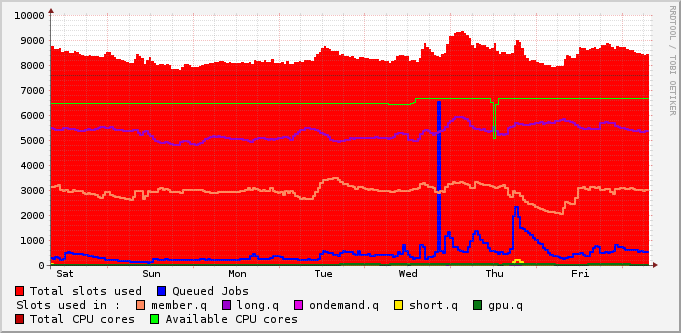 10000
9000
8000
7000
6000
5000
4000
3000
2000
1000
0
Sat Sun Mon Tue Wed Thu Fri
Total slots used Queued Jobs
Slots used in : member.q long.q ondemand.q short.q gpu.q
Total CPU cores Available CPU cores
RRDTOOL / TOBI OETIKER